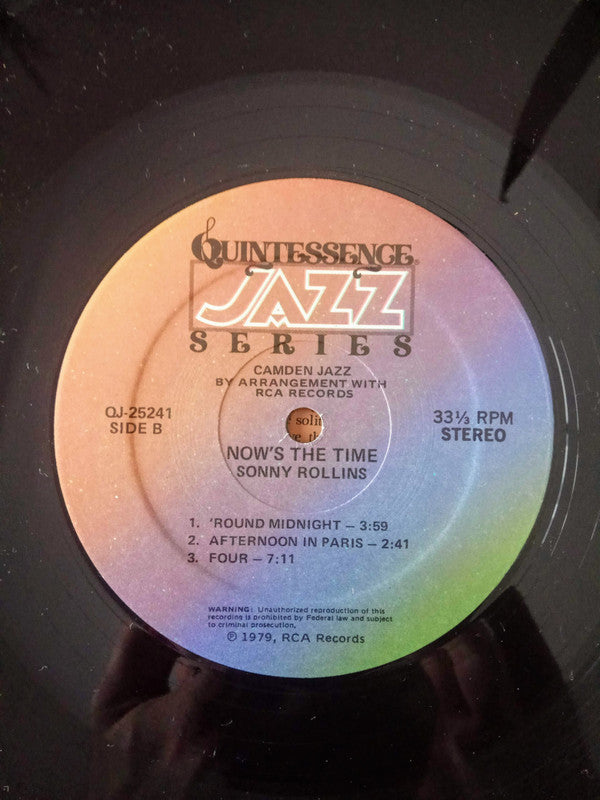 QUINTESSENCE®
JAZZ
SERIES
CAMDEN JAZZ
BY ARRANGEMENT WITH
RCA RECORDS
QJ-25241
SIDE B
33⅓ RPM
STEREO
NOW'S THE TIME
SONNY ROLLINS
1. 'ROUND MIDNIGHT – 3:59
2. AFTERNOON IN PARIS – 2:41
3. FOUR – 7:11
WARNING: Unauthorized reproduction of this
recording is prohibited by Federal law and subject
to criminal prosecution.
℗ 1979, RCA Records